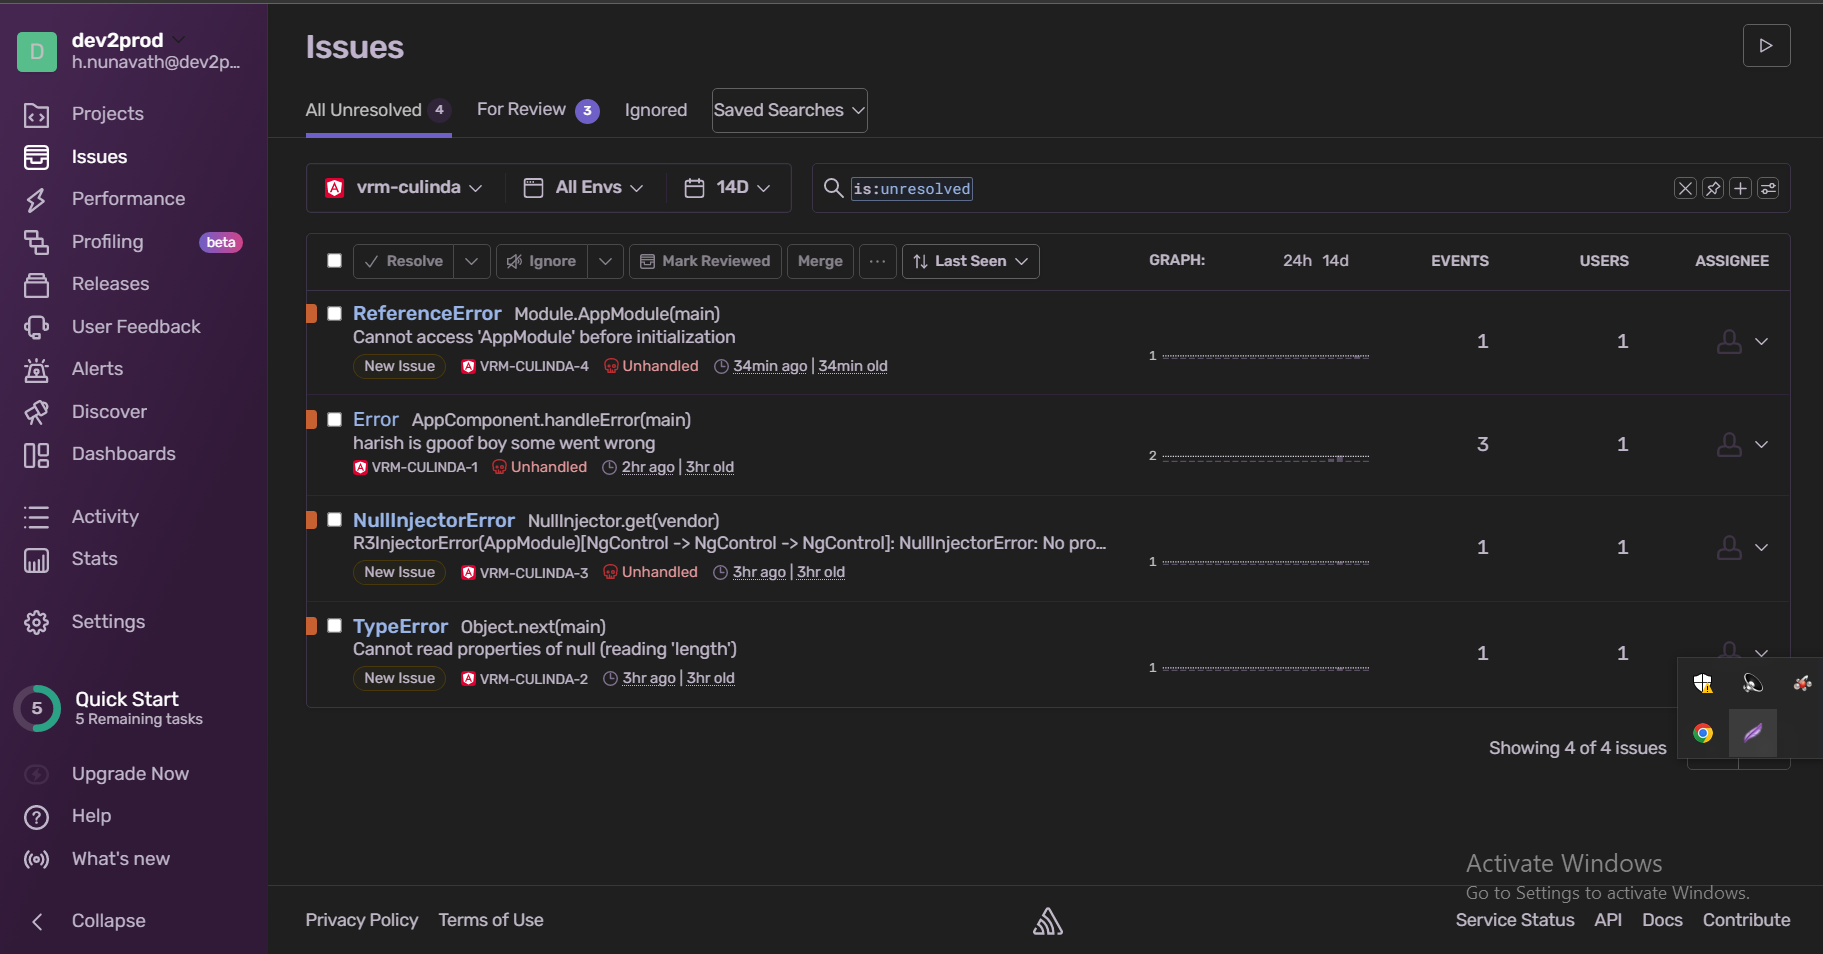 D
dev2prod
h.nunavath@dev2p...
Projects
Issues
Performance
Profiling beta
Releases
User Feedback
Alerts
Discover
Dashboards
Activity
Stats
Settings
5
Quick Start
5 Remaining tasks
Upgrade Now
Help
What's new
Collapse
Issues
All Unresolved 4 For Review 3 Ignored Saved Searches
vrm-culinda All Envs 14D is:unresolved
Resolve Ignore Mark Reviewed Merge ... Last Seen GRAPH: 24h 14d EVENTS USERS ASSIGNEE
ReferenceError Module.AppModule(main)
Cannot access 'AppModule' before initialization
New Issue VRM-CULINDA-4 Unhandled 34min ago | 34min old
1 1 1
Error AppComponent.handleError(main)
harish is gpoof boy some went wrong
VRM-CULINDA-1 Unhandled 2hr ago | 3hr old
2 3 1
NullInjectorError NullInjector.get(vendor)
R3InjectorError(AppModule)[NgControl -> NgControl -> NgControl]: NullInjectorError: No pro...
New Issue VRM-CULINDA-3 Unhandled 3hr ago | 3hr old
1 1 1
TypeError Object.next(main)
Cannot read properties of null (reading 'length')
New Issue VRM-CULINDA-2 3hr ago | 3hr old
1 1 1
Showing 4 of 4 issues
Activate Windows
Go to Settings to activate Windows.
Privacy Policy Terms of Use Service Status API Docs Contribute